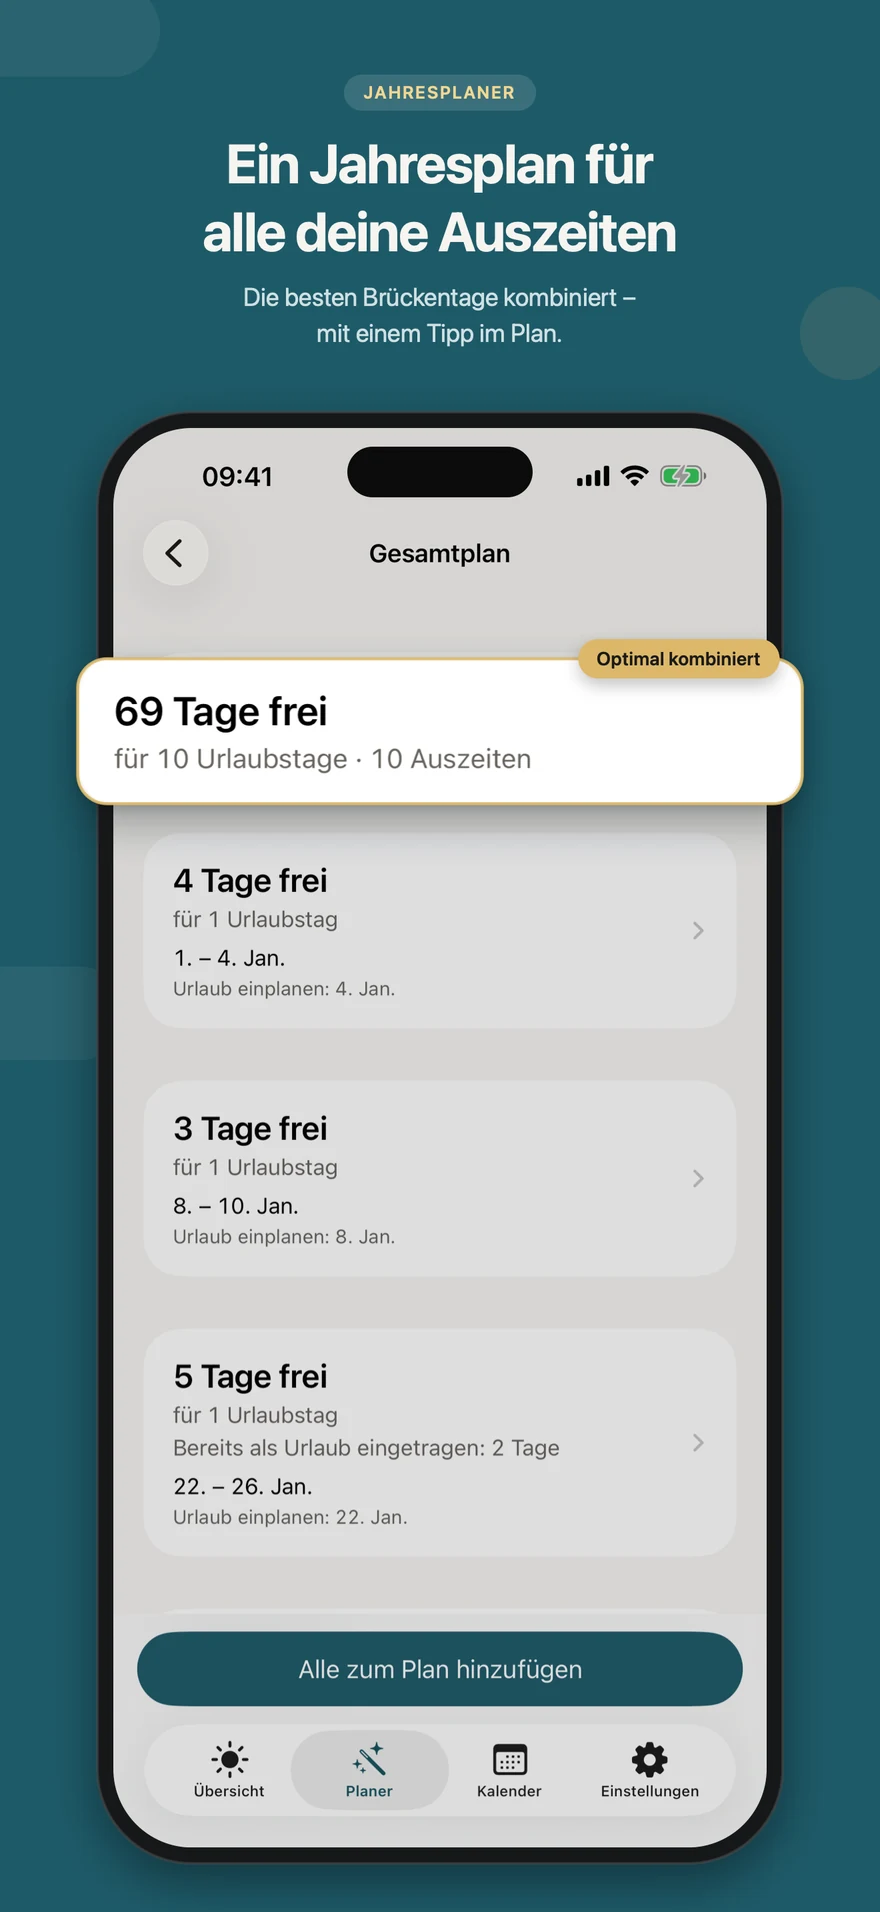 JAHRESPLANER
Ein Jahresplan für
alle deine Auszeiten
Die besten Brückentage kombiniert –
mit einem Tipp im Plan.
09:41
Gesamtplan
Optimal kombiniert
69 Tage frei
für 10 Urlaubstage · 10 Auszeiten
4 Tage frei
für 1 Urlaubstag
1. – 4. Jan.
Urlaub einplanen: 4. Jan.
3 Tage frei
für 1 Urlaubstag
8. – 10. Jan.
Urlaub einplanen: 8. Jan.
5 Tage frei
für 1 Urlaubstag
Bereits als Urlaub eingetragen: 2 Tage
22. – 26. Jan.
Urlaub einplanen: 22. Jan.
Alle zum Plan hinzufügen
Übersicht
Planer
Kalender
Einstellungen